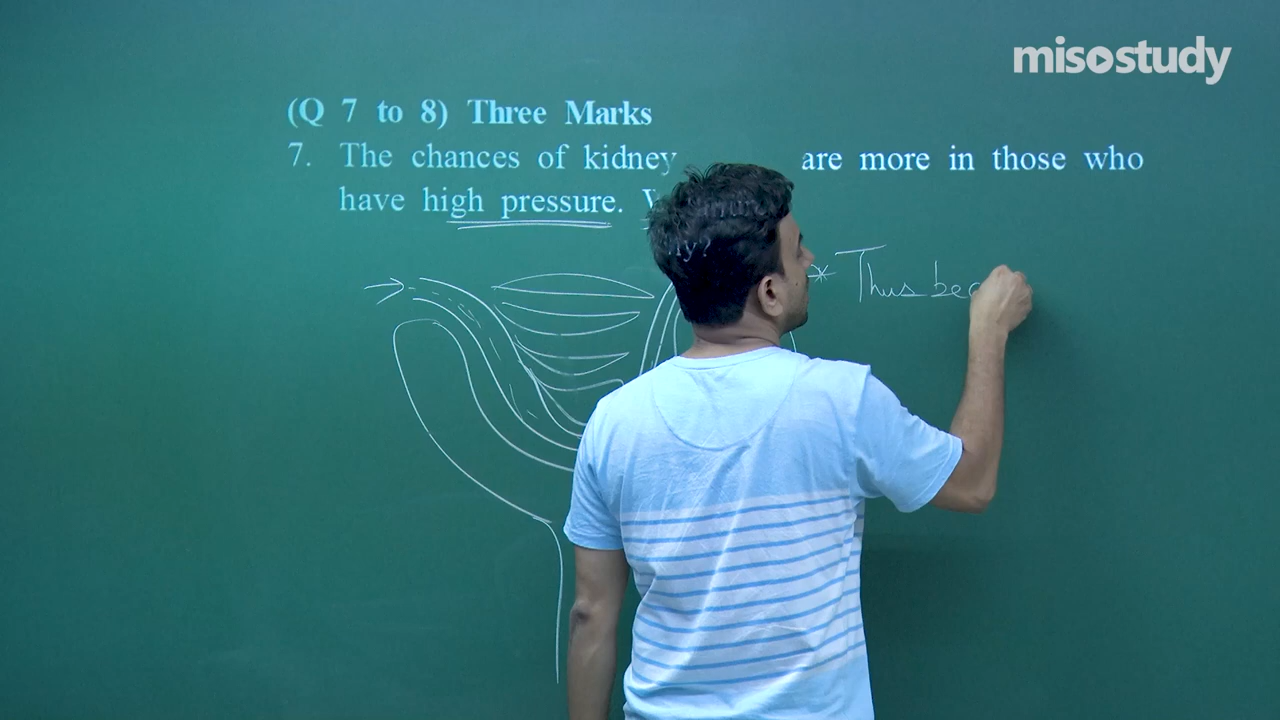 misostudy
(Q 7 to 8) Three Marks
7. The chances of kidney are more in those who
have high pressure.
* Thus bec